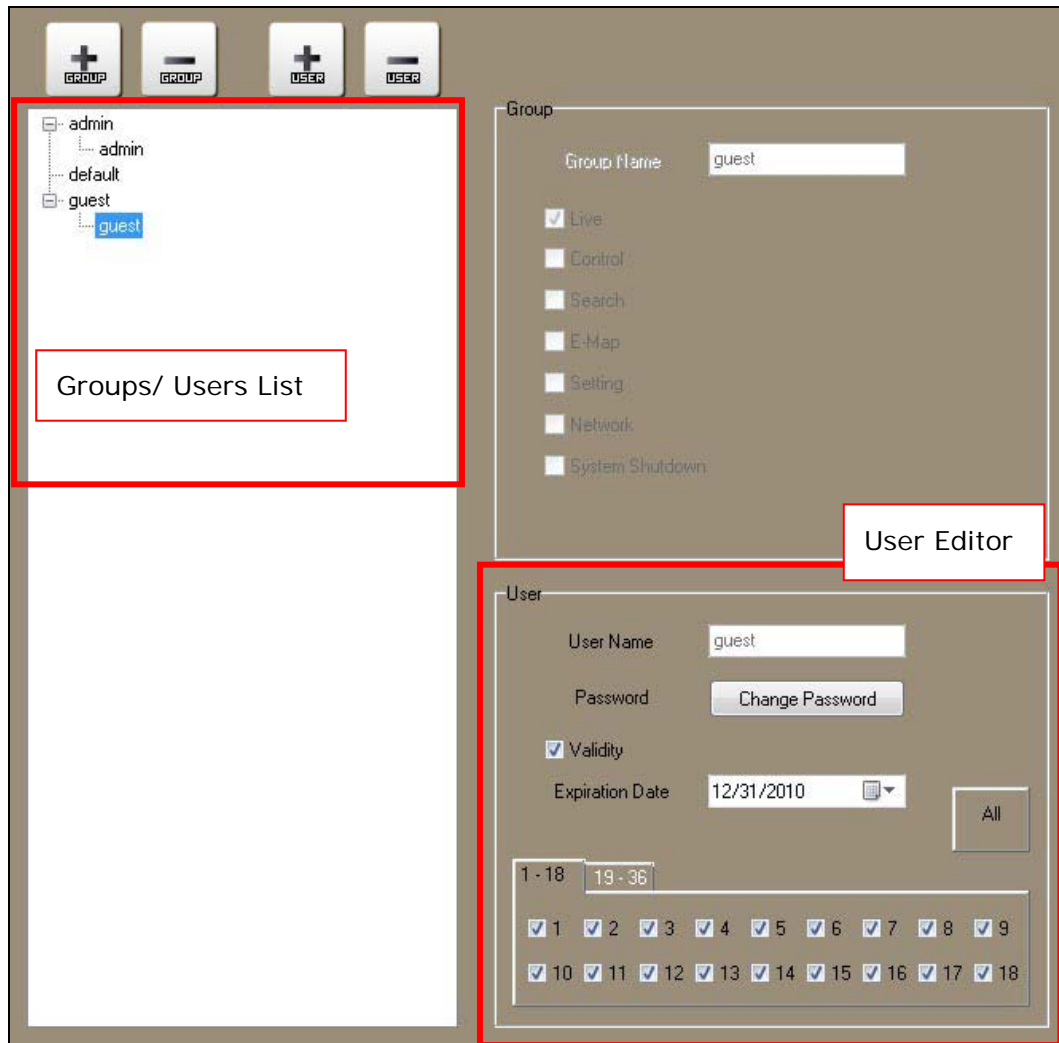 GROUP GROUP USER USER
admin
admin
default
guest
guest
Groups/ Users List
Group
Group Name guest
Live
Control
Search
E-Map
Setting
Network
System Shutdown
User Editor
User
User Name guest
Password Change Password
Validity
Expiration Date 12/31/2010
All
1 - 18 19 - 36
1 2 3 4 5 6 7 8 9
10 11 12 13 14 15 16 17 18